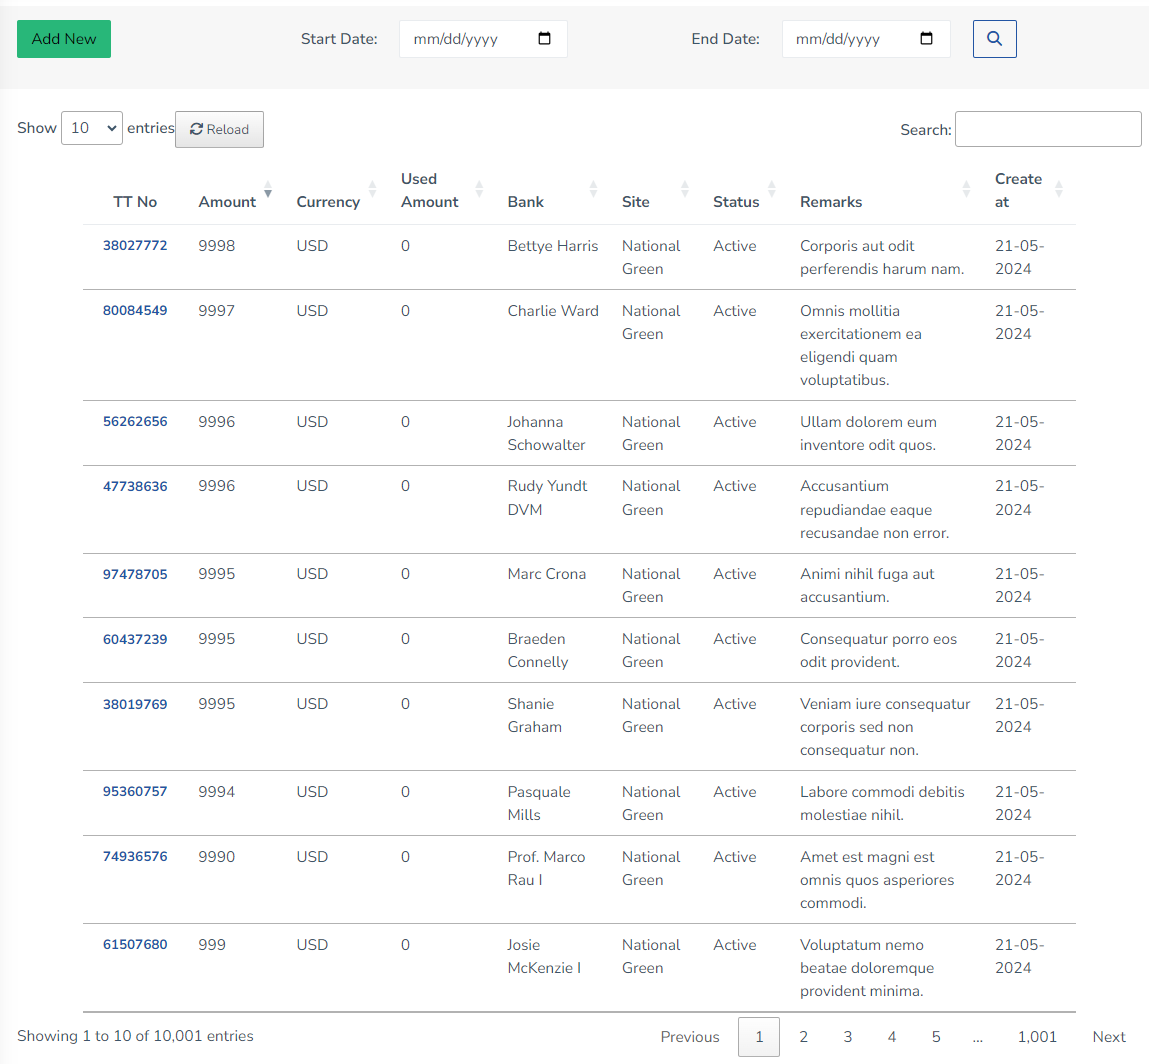 Add New Start Date: mm/dd/yyyy End Date: mm/dd/yyyy
Show 10 entries Reload Search:
Used Create
TT No Amount Currency Amount Bank Site Status Remarks at
38027772 9998 USD 0 Bettye Harris National Active Corporis aut odit 21-05-
Green perferendis harum nam. 2024
80084549 9997 USD 0 Charlie Ward National Active Omnis mollitia 21-05-
Green exercitationem ea 2024
eligendi quam
voluptatibus.
56262656 9996 USD 0 Johanna National Active Ullam dolorem eum 21-05-
Schowalter Green inventore odit quos. 2024
47738636 9996 USD 0 Rudy Yundt National Active Accusantium 21-05-
DVM Green repudiandae eaque 2024
recusandae non error.
97478705 9995 USD 0 Marc Crona National Active Animi nihil fuga aut 21-05-
Green accusantium. 2024
60437239 9995 USD 0 Braeden National Active Consequatur porro eos 21-05-
Connelly Green odit provident. 2024
38019769 9995 USD 0 Shanie National Active Veniam iure consequatur 21-05-
Graham Green corporis sed non 2024
consequatur non.
95360757 9994 USD 0 Pasquale National Active Labore commodi debitis 21-05-
Mills Green molestiae nihil. 2024
74936576 9990 USD 0 Prof. Marco National Active Amet est magni est 21-05-
Rau I Green omnis quos asperiores 2024
commodi.
61507680 999 USD 0 Josie National Active Voluptatum nemo 21-05-
McKenzie I Green beatae doloremque 2024
provident minima.
Showing 1 to 10 of 10,001 entries Previous 1 2 3 4 5 ... 1,001 Next